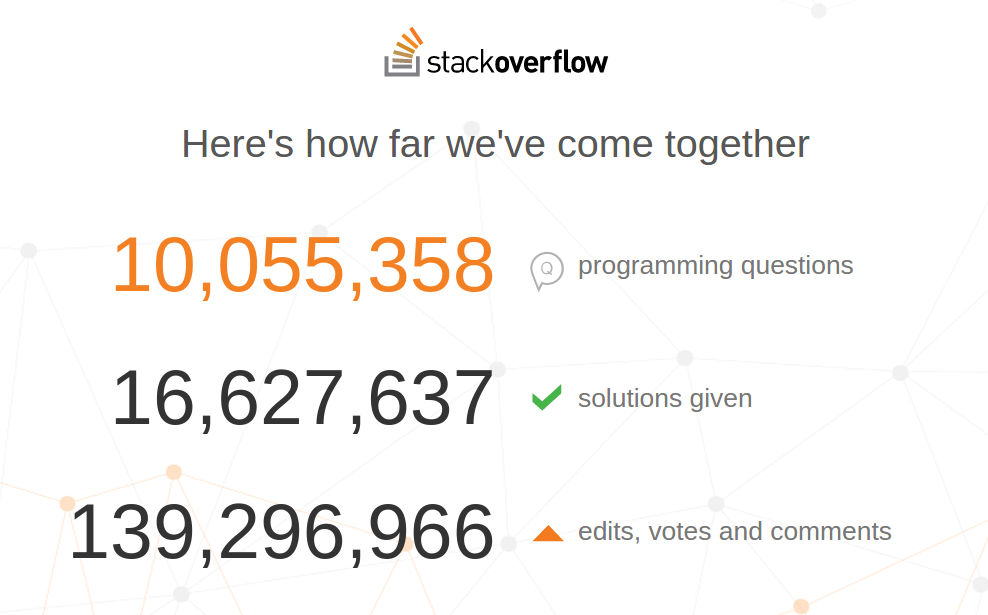 stackoverflow
Here's how far we've come together
10,055,358 Q programming questions
16,627,637 solutions given
139,296,966 edits, votes and comments